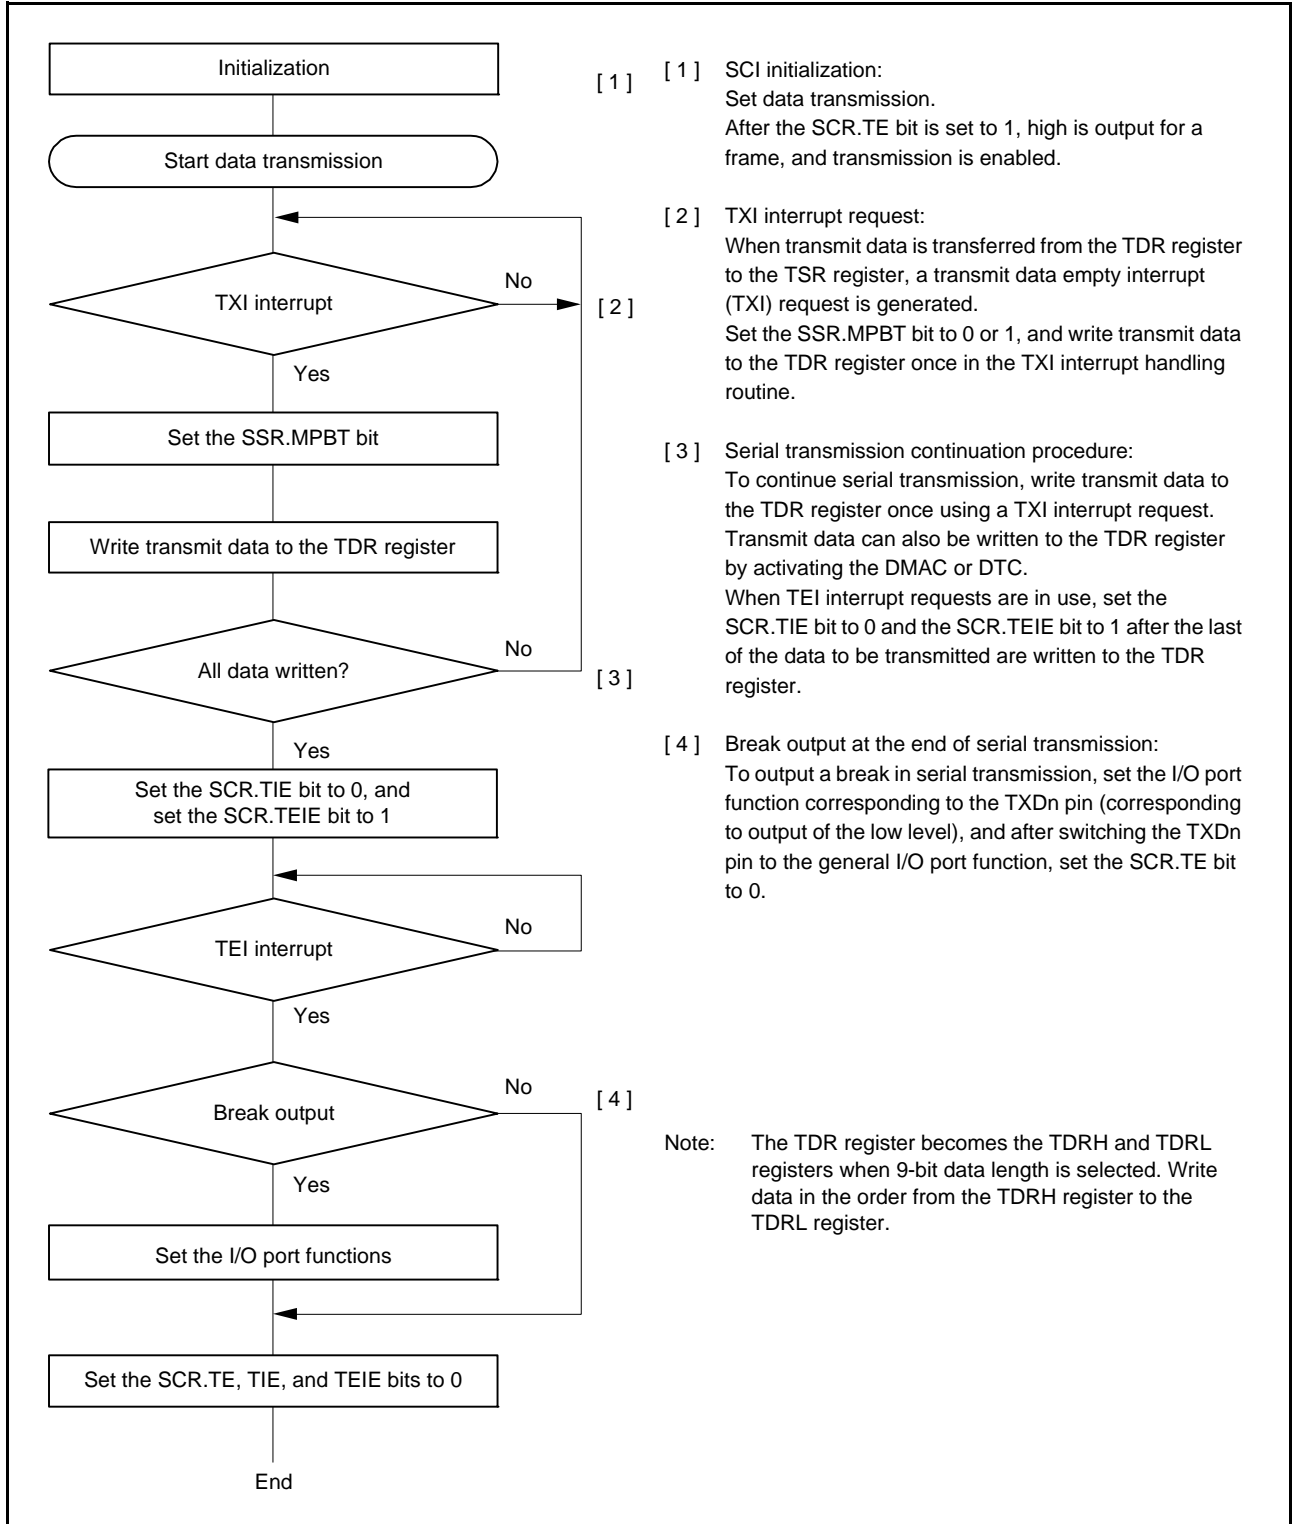 Initialization
[ 1 ]
Start data transmission
TXI interrupt
No
[ 2 ]
Yes
Set the SSR.MPBT bit
Write transmit data to the TDR register
All data written?
No
[ 3 ]
Yes
Set the SCR.TIE bit to 0, and
set the SCR.TEIE bit to 1
TEI interrupt
No
Yes
Break output
No
[ 4 ]
Yes
Set the I/O port functions
Set the SCR.TE, TIE, and TEIE bits to 0
End
[ 1 ] SCI initialization:
Set data transmission.
After the SCR.TE bit is set to 1, high is output for a
frame, and transmission is enabled.
[ 2 ] TXI interrupt request:
When transmit data is transferred from the TDR register
to the TSR register, a transmit data empty interrupt
(TXI) request is generated.
Set the SSR.MPBT bit to 0 or 1, and write transmit data
to the TDR register once in the TXI interrupt handling
routine.
[ 3 ] Serial transmission continuation procedure:
To continue serial transmission, write transmit data to
the TDR register once using a TXI interrupt request.
Transmit data can also be written to the TDR register
by activating the DMAC or DTC.
When TEI interrupt requests are in use, set the
SCR.TIE bit to 0 and the SCR.TEIE bit to 1 after the last
of the data to be transmitted are written to the TDR
register.
[ 4 ] Break output at the end of serial transmission:
To output a break in serial transmission, set the I/O port
function corresponding to the TXDn pin (corresponding
to output of the low level), and after switching the TXDn
pin to the general I/O port function, set the SCR.TE bit
to 0.
Note: The TDR register becomes the TDRH and TDRL
registers when 9-bit data length is selected. Write
data in the order from the TDRH register to the
TDRL register.